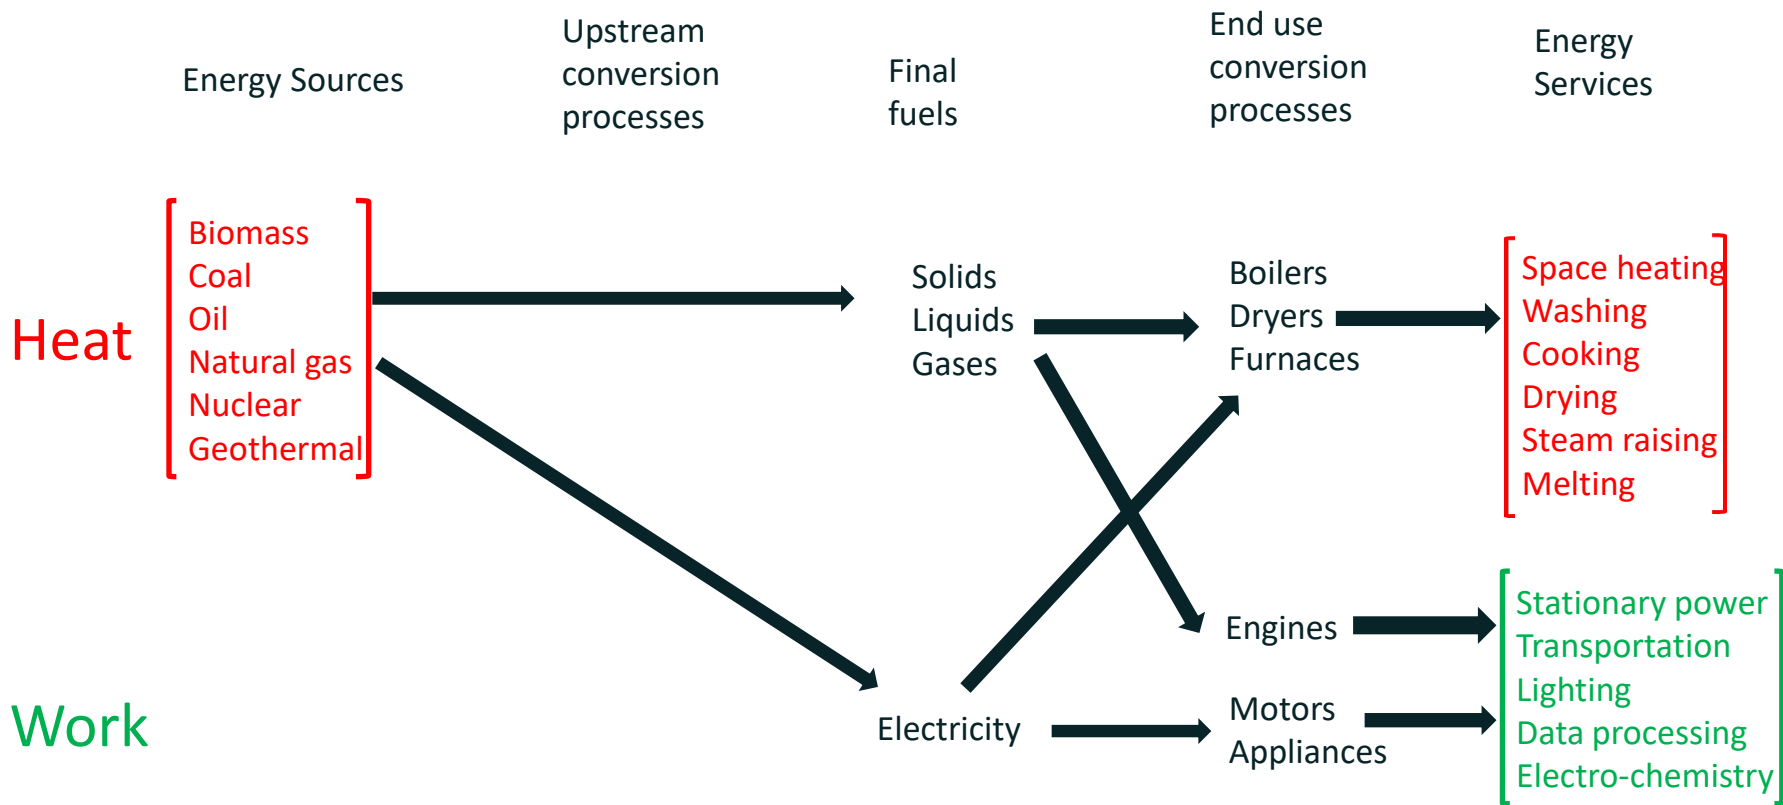 Energy Sources
Upstream
conversion
processes
Final
fuels
End use
conversion
processes
Energy
Services
Heat
Biomass
Coal
Oil
Natural gas
Nuclear
Geothermal
Solids
Liquids
Gases
Boilers
Dryers
Furnaces
Space heating
Washing
Cooking
Drying
Steam raising
Melting
Work
Electricity
Engines
Motors
Appliances
Stationary power
Transportation
Lighting
Data processing
Electro-chemistry